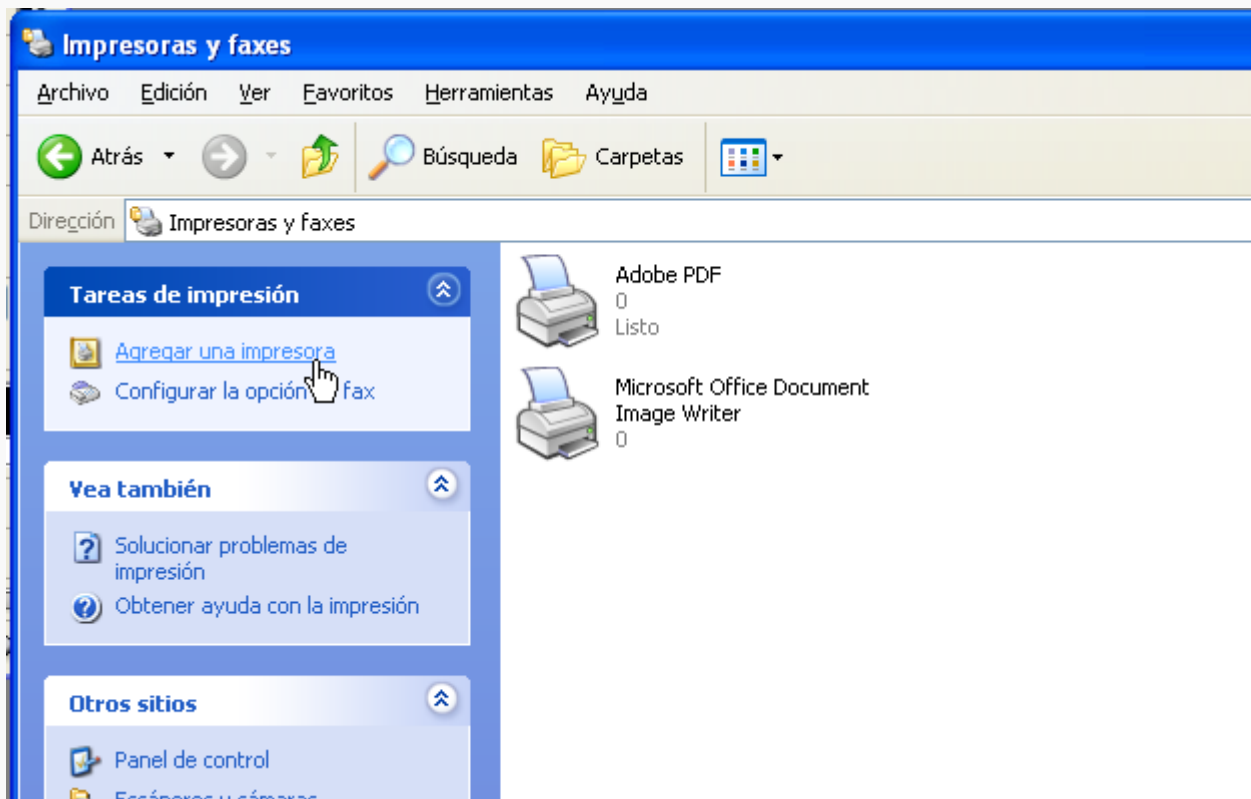 Impresoras y faxes
Archivo Edición Ver Favoritos Herramientas Ayuda
Atrás Búsqueda Carpetas
Dirección Impresoras y faxes
Tareas de impresión
Agregar una impresora
Configurar la opción fax
Vea también
Solucionar problemas de
impresión
Obtener ayuda con la impresión
Otros sitios
Panel de control
Adobe PDF
0
Listo
Microsoft Office Document
Image Writer
0